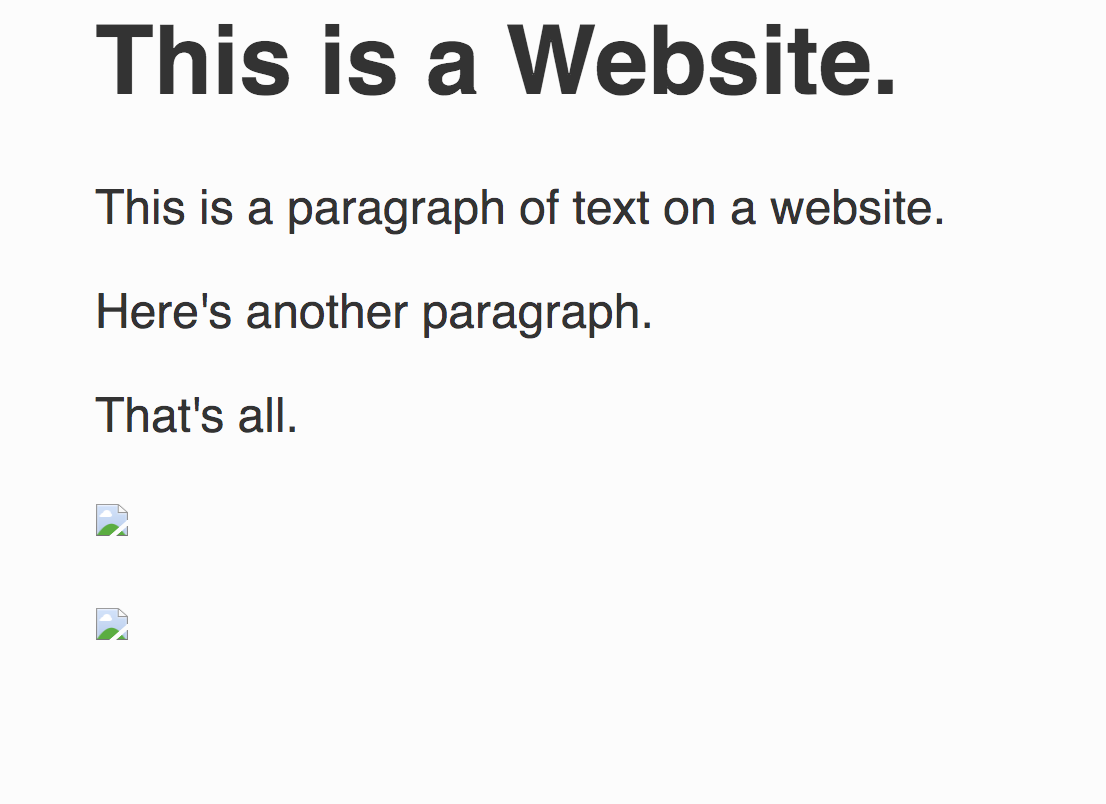 This is a Website.
This is a paragraph of text on a website.
Here's another paragraph.
That's all.